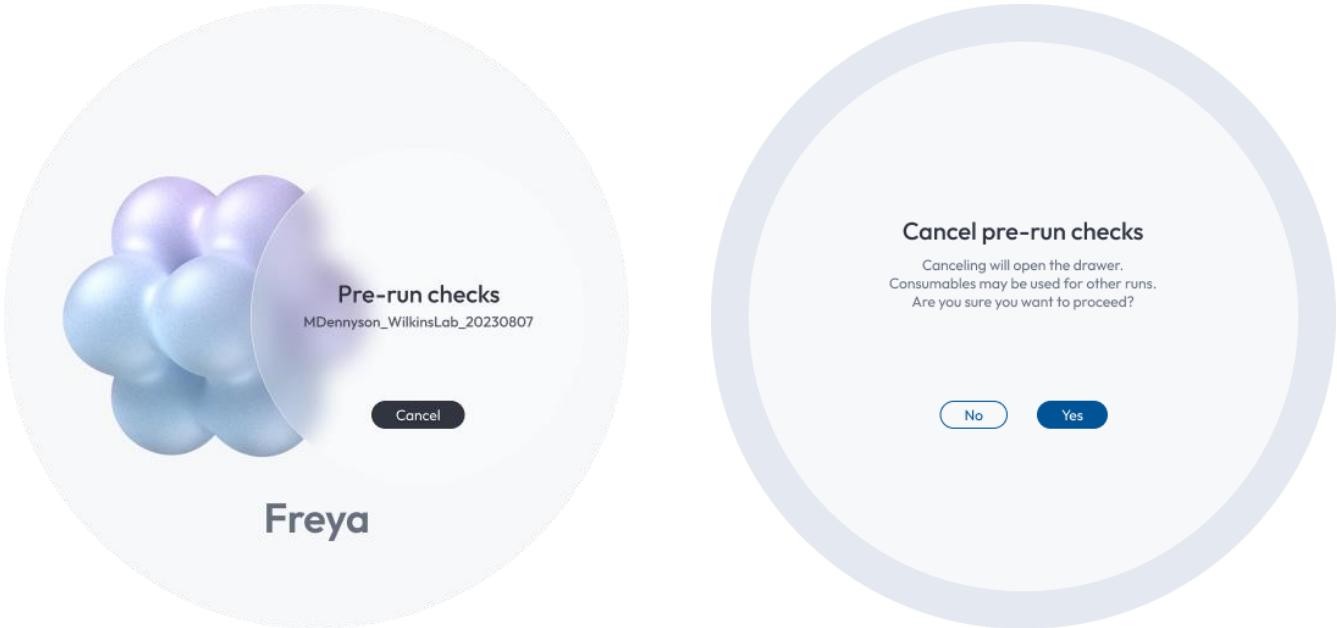 Pre-run checks
MDennyson_WilkinsLab_20230807
Cancel
Freya
Cancel pre-run checks
Canceling will open the drawer.
Consumables may be used for other runs.
Are you sure you want to proceed?
No
Yes